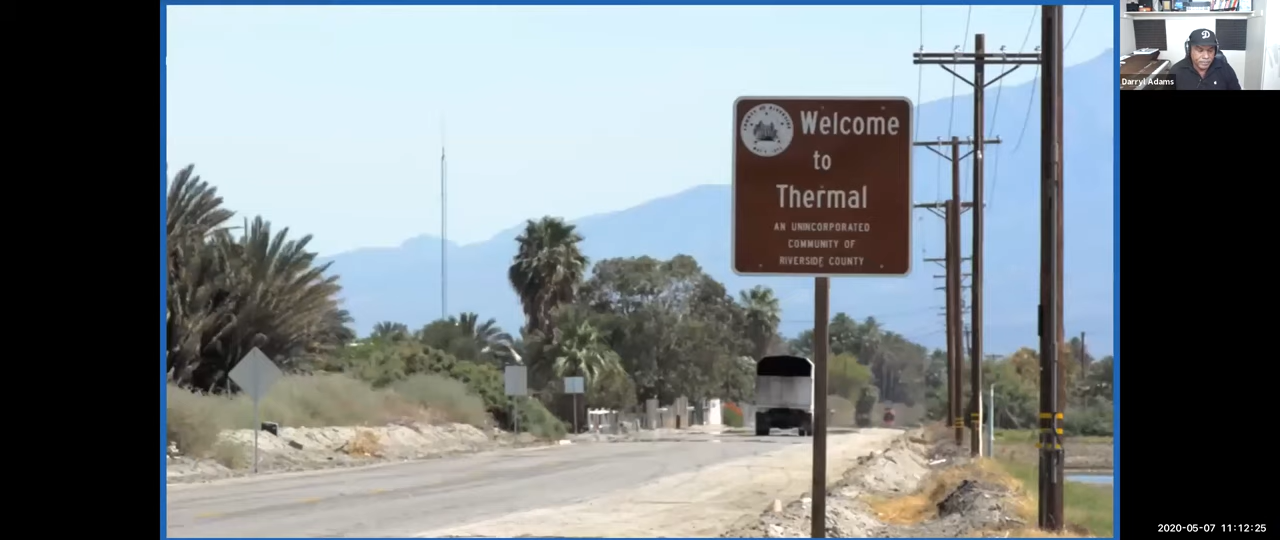 Welcome
to
Thermal
AN UNINCORPORATED
COMMUNITY OF
RIVERSIDE COUNTY
Darryl Adams
2020-05-07 11:12:25